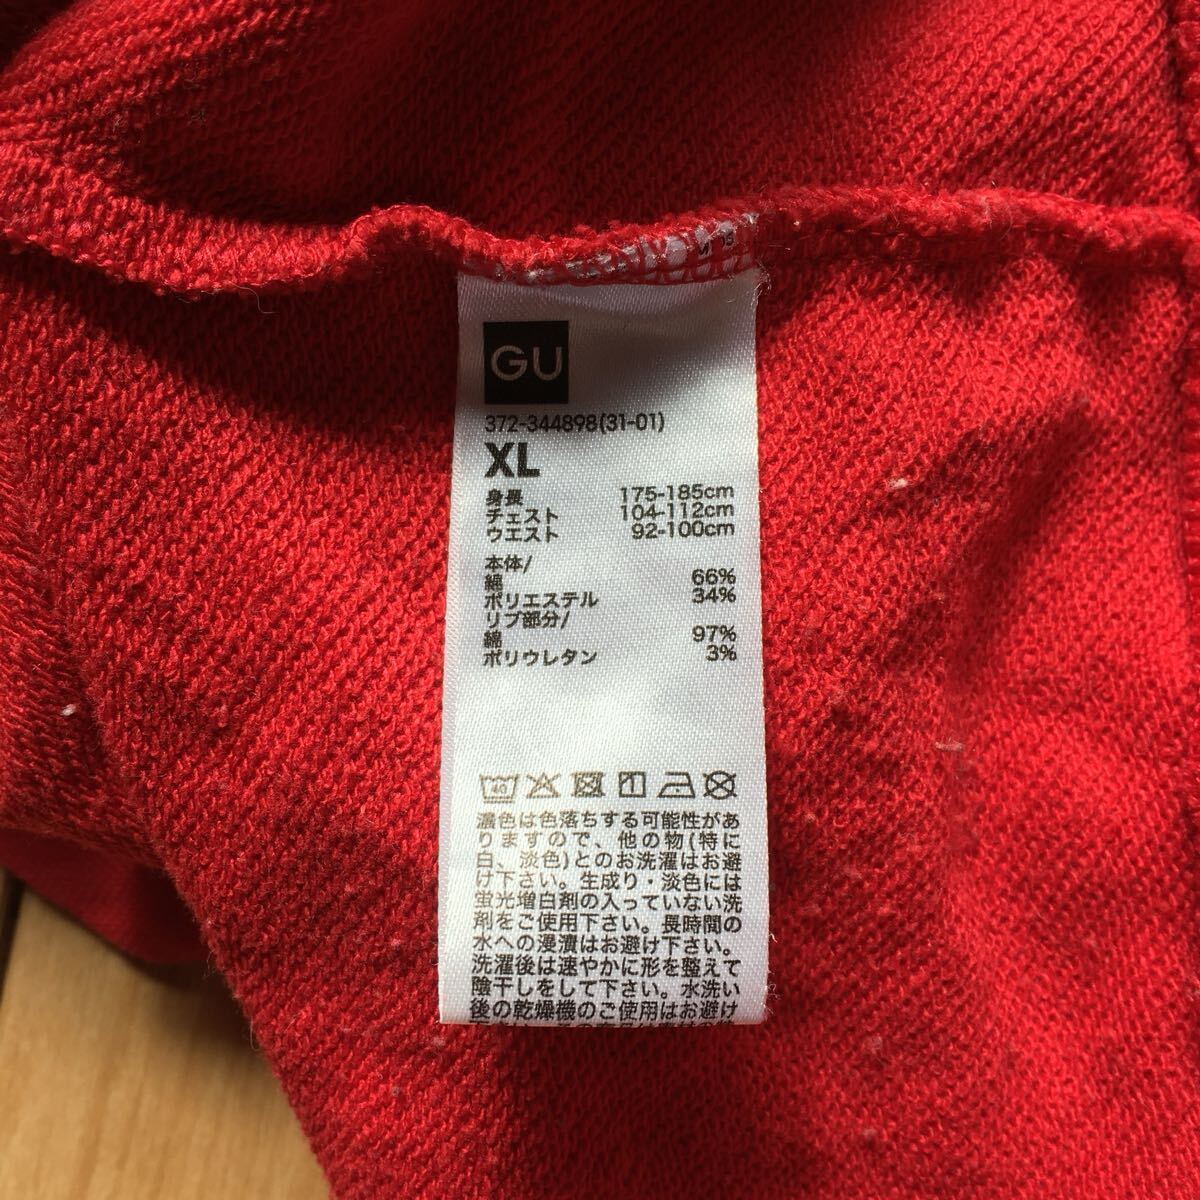 GU
372-344898(31-01)
XL
身長 175-185cm
チェスト 104-112cm
ウエスト 92-100cm
本体/
綿 66%
ポリエステル 34%
リブ部分/
綿 97%
ポリウレタン 3%
40
濃色は色落ちする可能性があ
りますので、他の物(特に
白、淡色)とのお洗濯はお避
け下さい。生成り・淡色には
蛍光増白剤の入っていない洗
剤をご使用下さい。長時間の
水への浸漬はお避け下さい。
洗濯後は速やかに形を整えて
陰干しをして下さい。水洗い
後の乾燥機のご使用はお避け